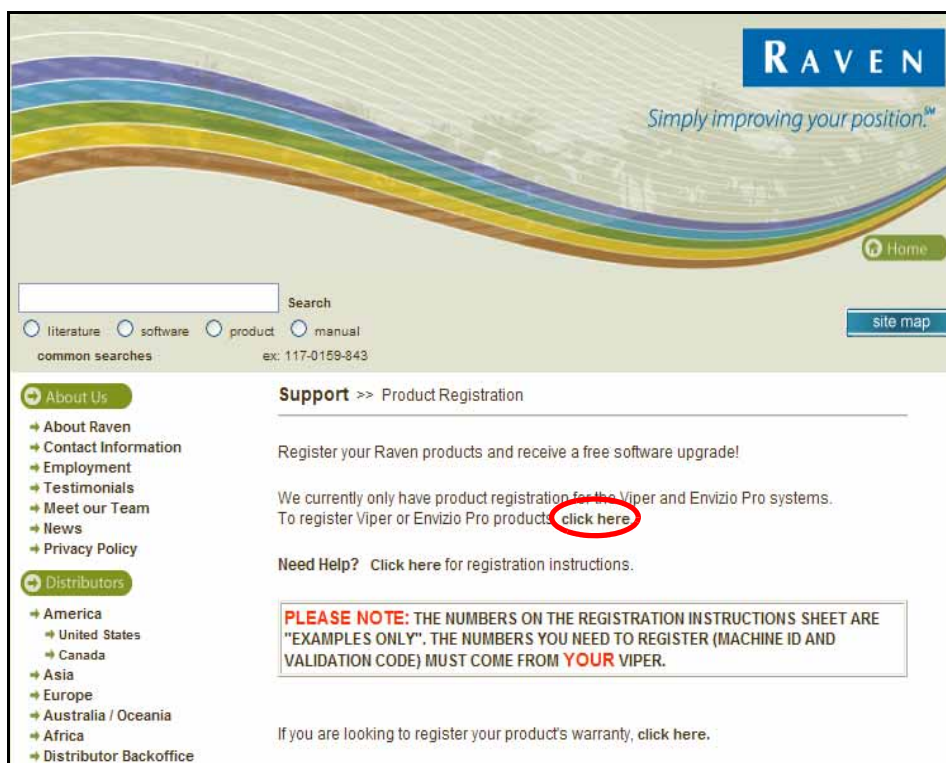 RAVEN
Simply improving your position.℠
Home
Search
literature software product manual
common searches ex: 117-0159-843
site map
About Us
About Raven
Contact Information
Employment
Testimonials
Meet our Team
News
Privacy Policy
Distributors
America
United States
Canada
Asia
Europe
Australia / Oceania
Africa
Distributor Backoffice
Support >> Product Registration
Register your Raven products and receive a free software upgrade!
We currently only have product registration for the Viper and Envizio Pro systems.
To register Viper or Envizio Pro products, click here.
Need Help? Click here for registration instructions.
PLEASE NOTE: THE NUMBERS ON THE REGISTRATION INSTRUCTIONS SHEET ARE
"EXAMPLES ONLY". THE NUMBERS YOU NEED TO REGISTER (MACHINE ID AND
VALIDATION CODE) MUST COME FROM YOUR VIPER.
If you are looking to register your product's warranty, click here.